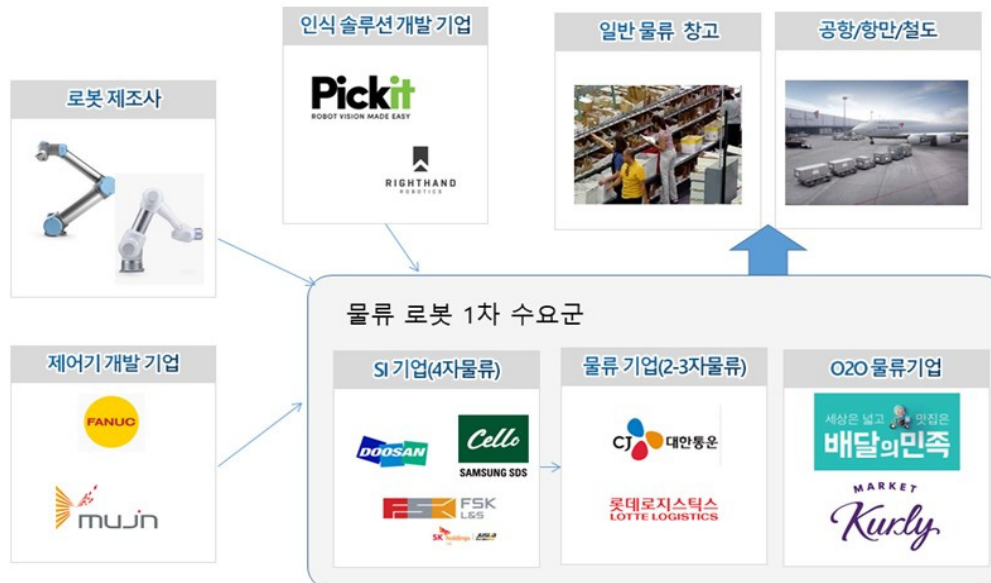 인식 솔루션 개발 기업
Pickit
ROBOT VISION MADE EASY
RIGHTHAND
ROBOTICS
일반 물류 창고
공항/항만/철도
로봇 제조사
물류 로봇 1차 수요군
제어기 개발 기업
FANUC
mujin
SI 기업(4자물류)
DOOSAN
Cello
SAMSUNG SDS
FSK
FSK
L&S
SK holdings
물류 기업(2-3자물류)
CJ 대한통운
롯데로지스틱스
LOTTE LOGISTICS
O2O 물류기업
세상은 넓고 맛집은
배달의민족
MARKET
Kurly